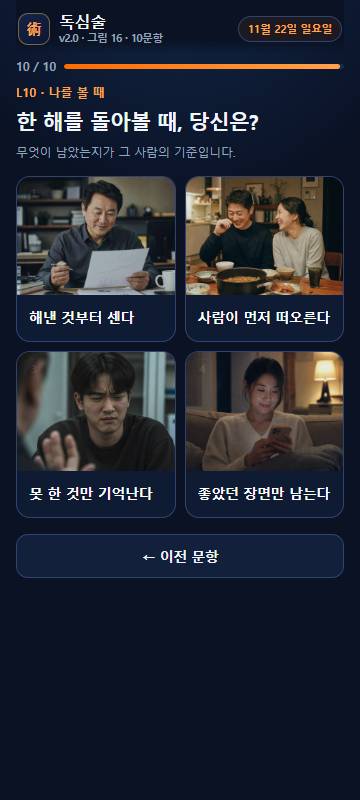 術
독심술
v2.0 · 그림 16 · 10문항
11월 22일 일요일
10 / 10
L10 · 나를 볼 때
한 해를 돌아볼 때, 당신은?
무엇이 남았는지가 그 사람의 기준입니다.
해낸 것부터 센다
사람이 먼저 떠오른다
못 한 것만 기억난다
좋았던 장면만 남는다
← 이전 문항